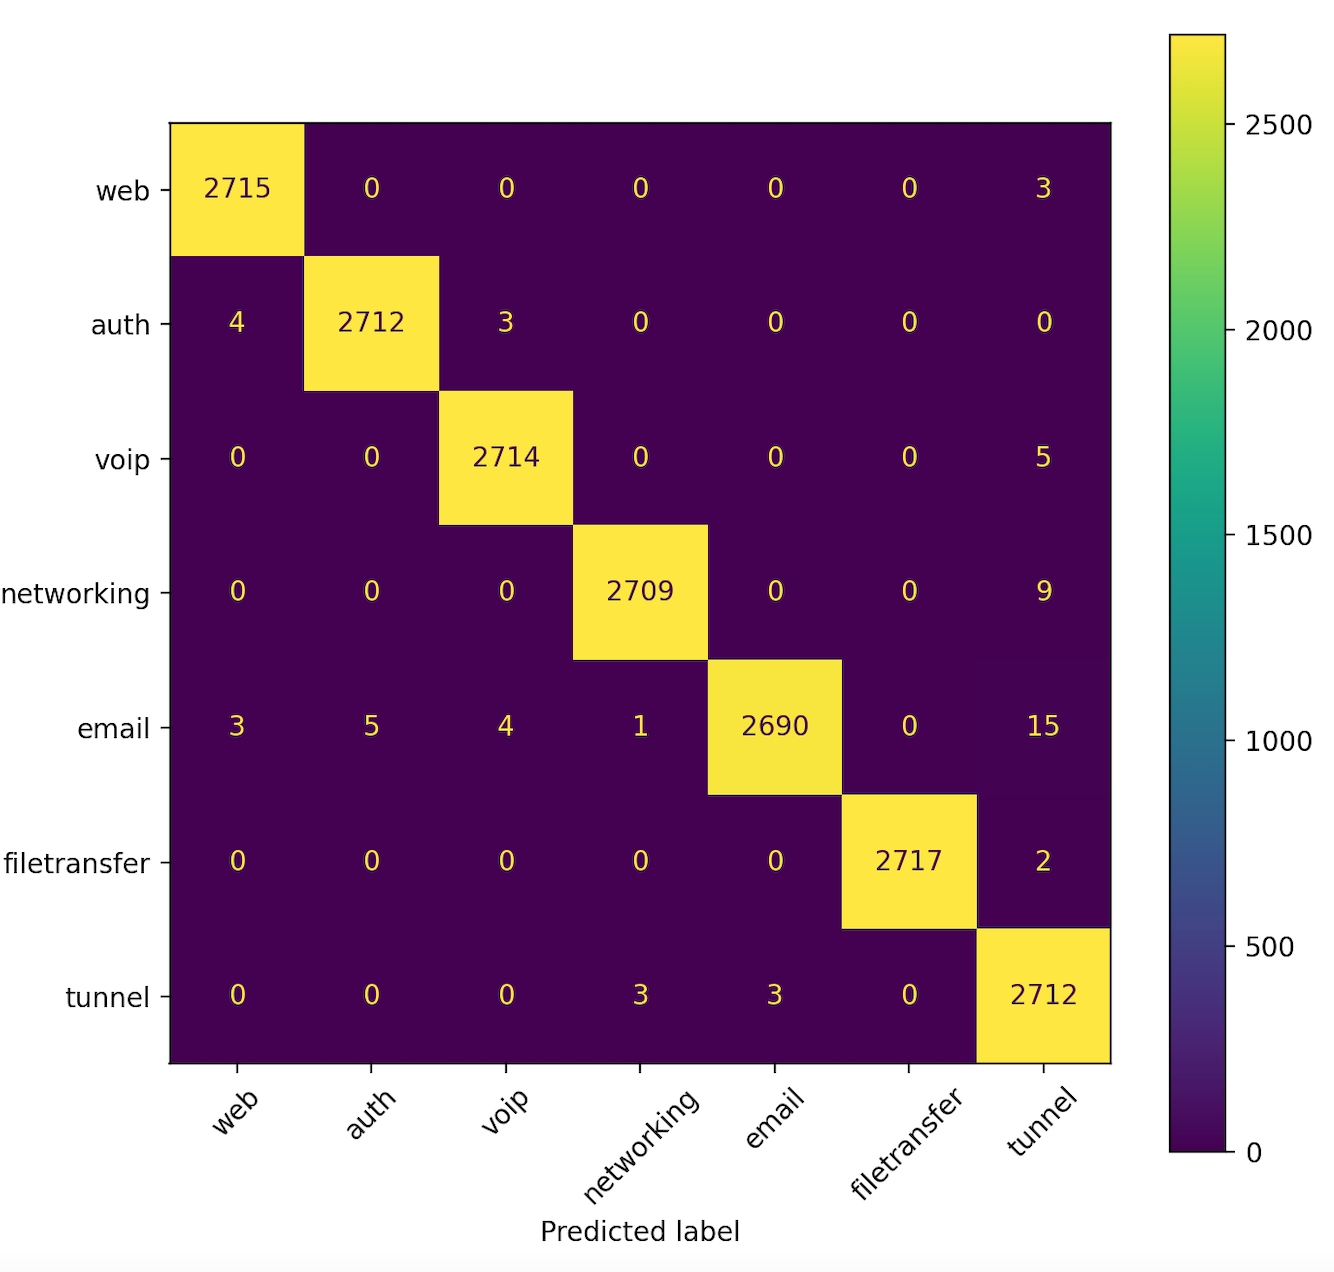 web 2715 0 0 0 0 0 3
auth 4 2712 3 0 0 0 0
voip 0 0 2714 0 0 0 5
networking 0 0 0 2709 0 0 9
email 3 5 4 1 2690 0 15
filetransfer 0 0 0 0 0 2717 2
tunnel 0 0 0 3 3 0 2712
web auth voip networking email filetransfer tunnel
Predicted label
2500
2000
1500
1000
500
0